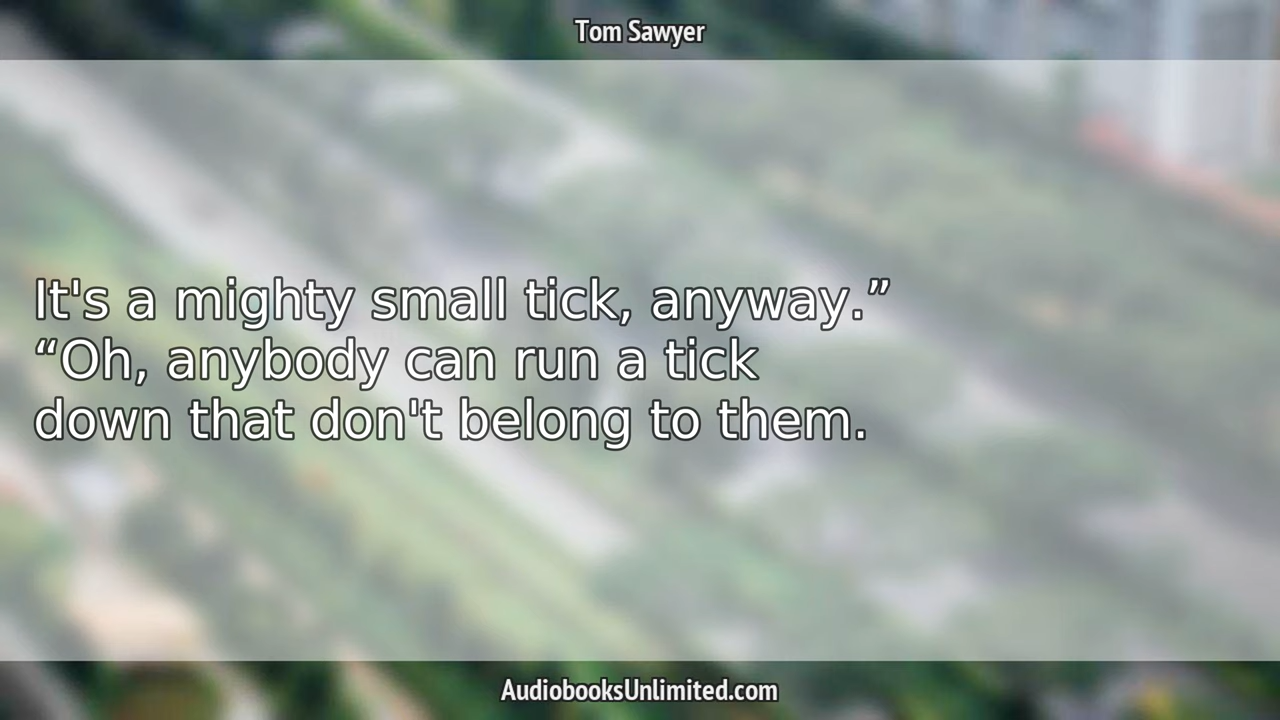 Tom Sawyer
It's a mighty small tick, anyway.”
“Oh, anybody can run a tick
down that don't belong to them.
AudiobooksUnlimited.com